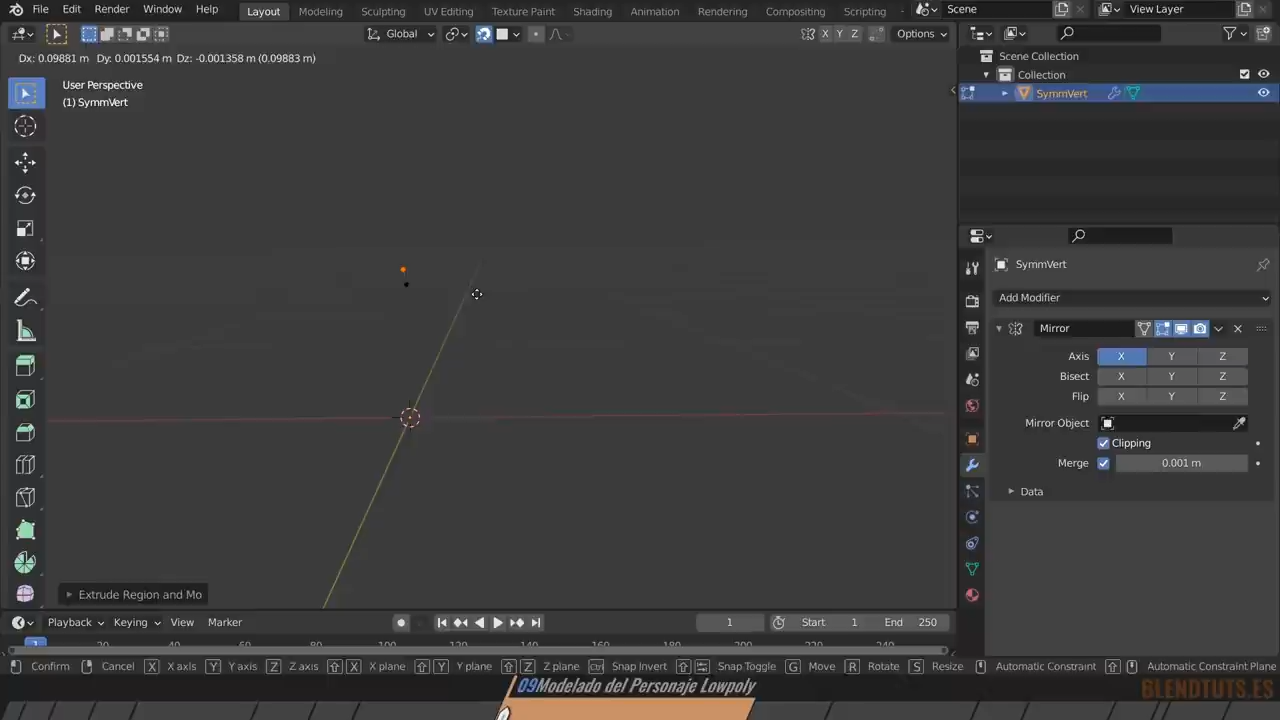 File Edit Render Window Help Layout Modeling Sculpting UV Editing Texture Paint Shading Animation Rendering Compositing Scripting Scene View Layer
Global X Y Z Options
Dx: 0.09881 m Dy: 0.001554 m Dz: -0.001358 m (0.09883 m)
User Perspective
(1) SymmVert
Scene Collection
Collection
SymmVert
SymmVert
Add Modifier
Mirror
Axis X Y Z
Bisect X Y Z
Flip X Y Z
Mirror Object
Clipping
Merge 0.001 m
Data
Extrude Region and Mo
Playback Keying View Marker 1 Start 1 End 250
1 20 40 60 80 100 120 140 160 180 200 220 240
Confirm Cancel X X axis Y Y axis Z Z axis X X plane Y Y plane Z Z plane Ctrl Snap Invert Snap Toggle G Move R Rotate S Resize Automatic Constraint Automatic Constraint Plane
09Modelado del Personaje Lowpoly
BLENDTUTS.ES